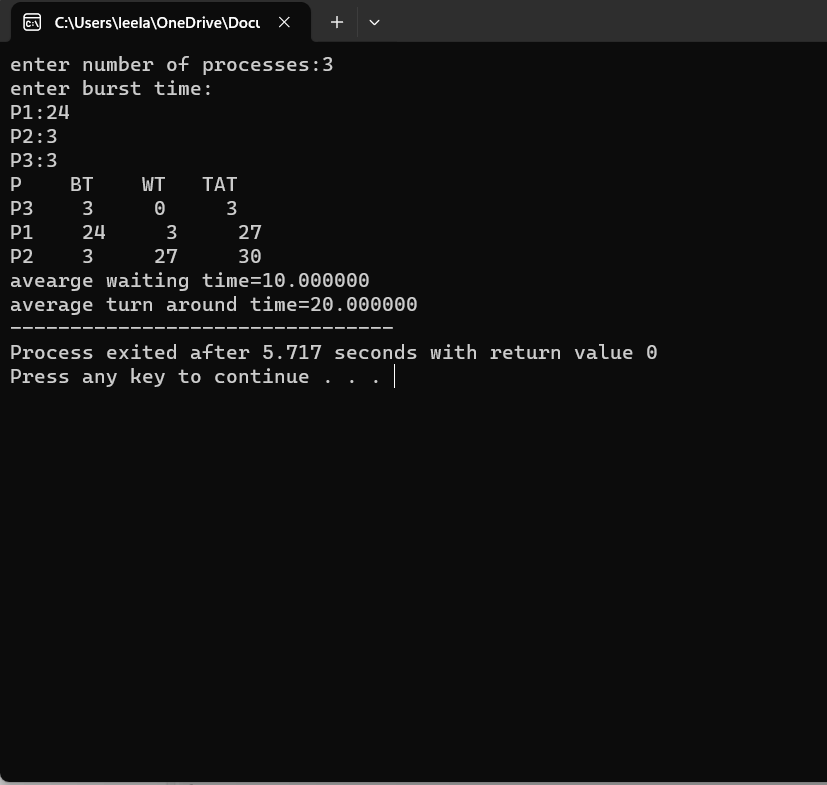 C:\Users\leela\OneDrive\Docu
enter number of processes:3
enter burst time:
P1:24
P2:3
P3:3
P    BT    WT   TAT
P3    3     0     3
P1    24     3     27
P2    3     27     30
avearge waiting time=10.000000
average turn around time=20.000000
--------------------------------
Process exited after 5.717 seconds with return value 0
Press any key to continue . . .